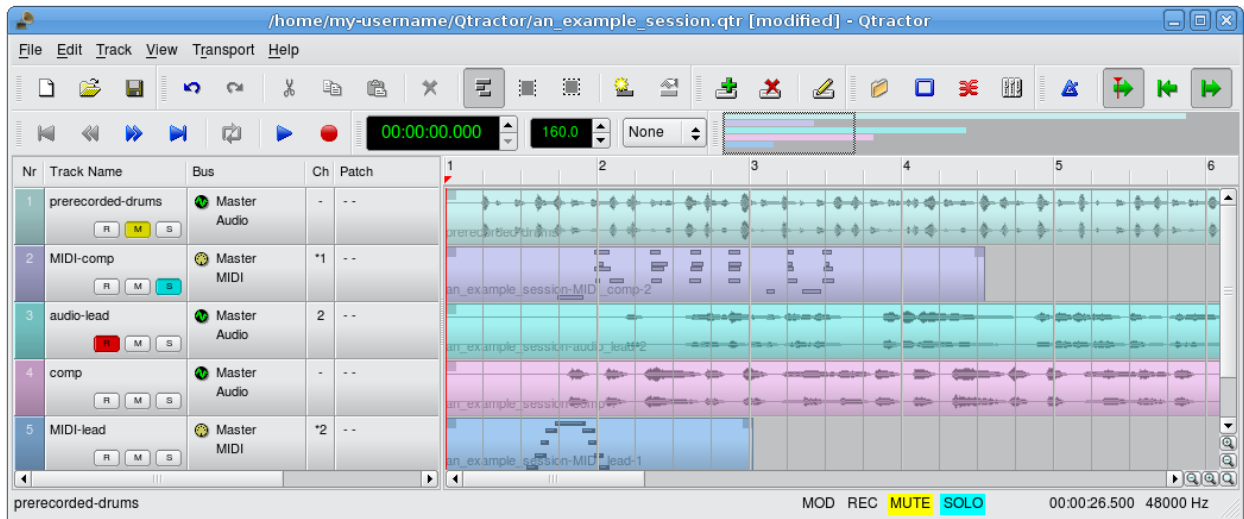 /home/my-username/Qtractor/an_example_session.qtr [modified] - Qtractor
File Edit Track View Transport Help
00:00:00.000 160.0 None
Nr Track Name Bus Ch Patch 1 2 3 4 5 6
1 prerecorded-drums Master Audio - - -
R M S
prerecorded-drums
2 MIDI-comp Master MIDI *1 - -
R M S
an_example_session-MIDI_comp-2
3 audio-lead Master Audio 2 - -
R M S
an_example_session-audio_lead-2
4 comp Master Audio - - -
R M S
an_example_session-comp
5 MIDI-lead Master MIDI *2 - -
R M S
an_example_session-MIDI_lead-1
prerecorded-drums MOD REC MUTE SOLO 00:00:26.500 48000 Hz